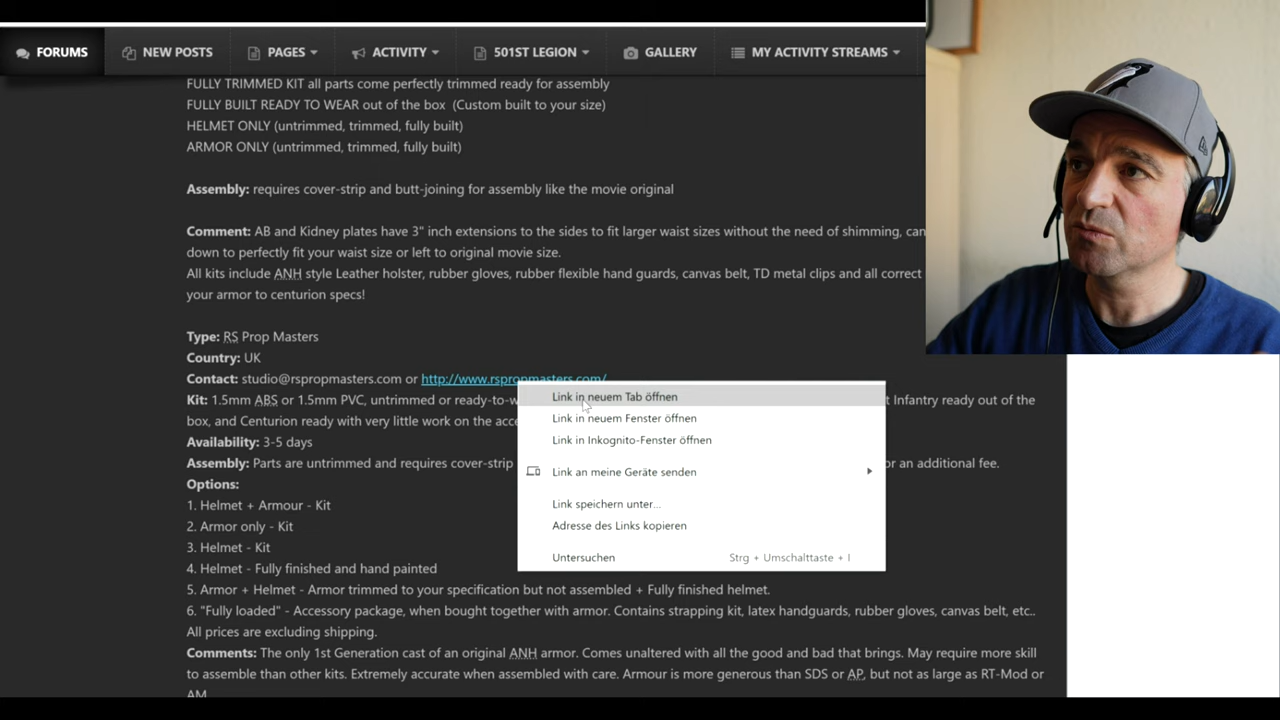 FORUMS NEW POSTS PAGES ACTIVITY 501ST LEGION GALLERY MY ACTIVITY STREAMS
FULLY TRIMMED KIT all parts come perfectly trimmed ready for assembly
FULLY BUILT READY TO WEAR out of the box (Custom built to your size)
HELMET ONLY (untrimmed, trimmed, fully built)
ARMOR ONLY (untrimmed, trimmed, fully built)
Assembly: requires cover-strip and butt-joining for assembly like the movie original
Comment: AB and Kidney plates have 3" inch extensions to the sides to fit larger waist sizes without the need of shimming, can
down to perfectly fit your waist size or left to original movie size.
All kits include ANH style Leather holster, rubber gloves, rubber flexible hand guards, canvas belt, TD metal clips and all correct
your armor to centurion specs!
Type: RS Prop Masters
Country: UK
Contact: studio@rspropmasters.com or http://www.rspropmasters.com/
Kit: 1.5mm ABS or 1.5mm PVC, untrimmed or ready-to-w t Infantry ready out of the
box, and Centurion ready with very little work on the acce
Availability: 3-5 days
Assembly: Parts are untrimmed and requires cover-strip or an additional fee.
Options:
1. Helmet + Armour - Kit
2. Armor only - Kit
3. Helmet - Kit
4. Helmet - Fully finished and hand painted
5. Armor + Helmet - Armor trimmed to your specification but not assembled + Fully finished helmet.
6. "Fully loaded" - Accessory package, when bought together with armor. Contains strapping kit, latex handguards, rubber gloves, canvas belt, etc..
All prices are excluding shipping.
Comments: The only 1st Generation cast of an original ANH armor. Comes unaltered with all the good and bad that brings. May require more skill
to assemble than other kits. Extremely accurate when assembled with care. Armour is more generous than SDS or AP, but not as large as RT-Mod or
AM
Link in neuem Tab öffnen
Link in neuem Fenster öffnen
Link in Inkognito-Fenster öffnen
Link an meine Geräte senden
Link speichern unter...
Adresse des Links kopieren
Untersuchen Strg + Umschalttaste + I